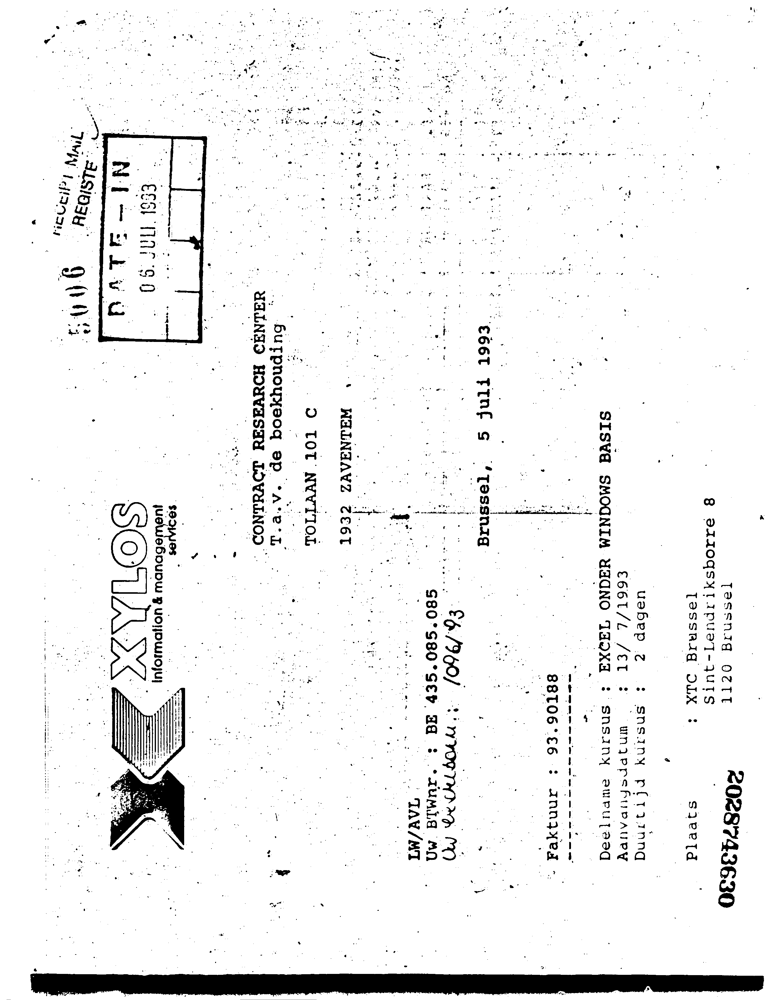 XYLOS
Information & management
services
5006
RECEIPT MAIL
REGISTE
DATE-IN
06. JULI. 1993
CONTRACT RESEARCH CENTER
T.a.v. de boekhouding
TOLLAAN 101 C
1932 ZAVENTEM
LW/AVL
Uw BTWnr. : BE 435.085.085
Uw : 1096/93
Brussel, 5 juli 1993
Faktuur : 93.90188
------------------
Deelname kursus : EXCEL ONDER WINDOWS BASIS
Aanvangsdatum : 13/ 7/1993
Duurtijd kursus : 2 dagen
Plaats : XTC Brussel
Sint-Lendriksborre 8
1120 Brussel
2028743630